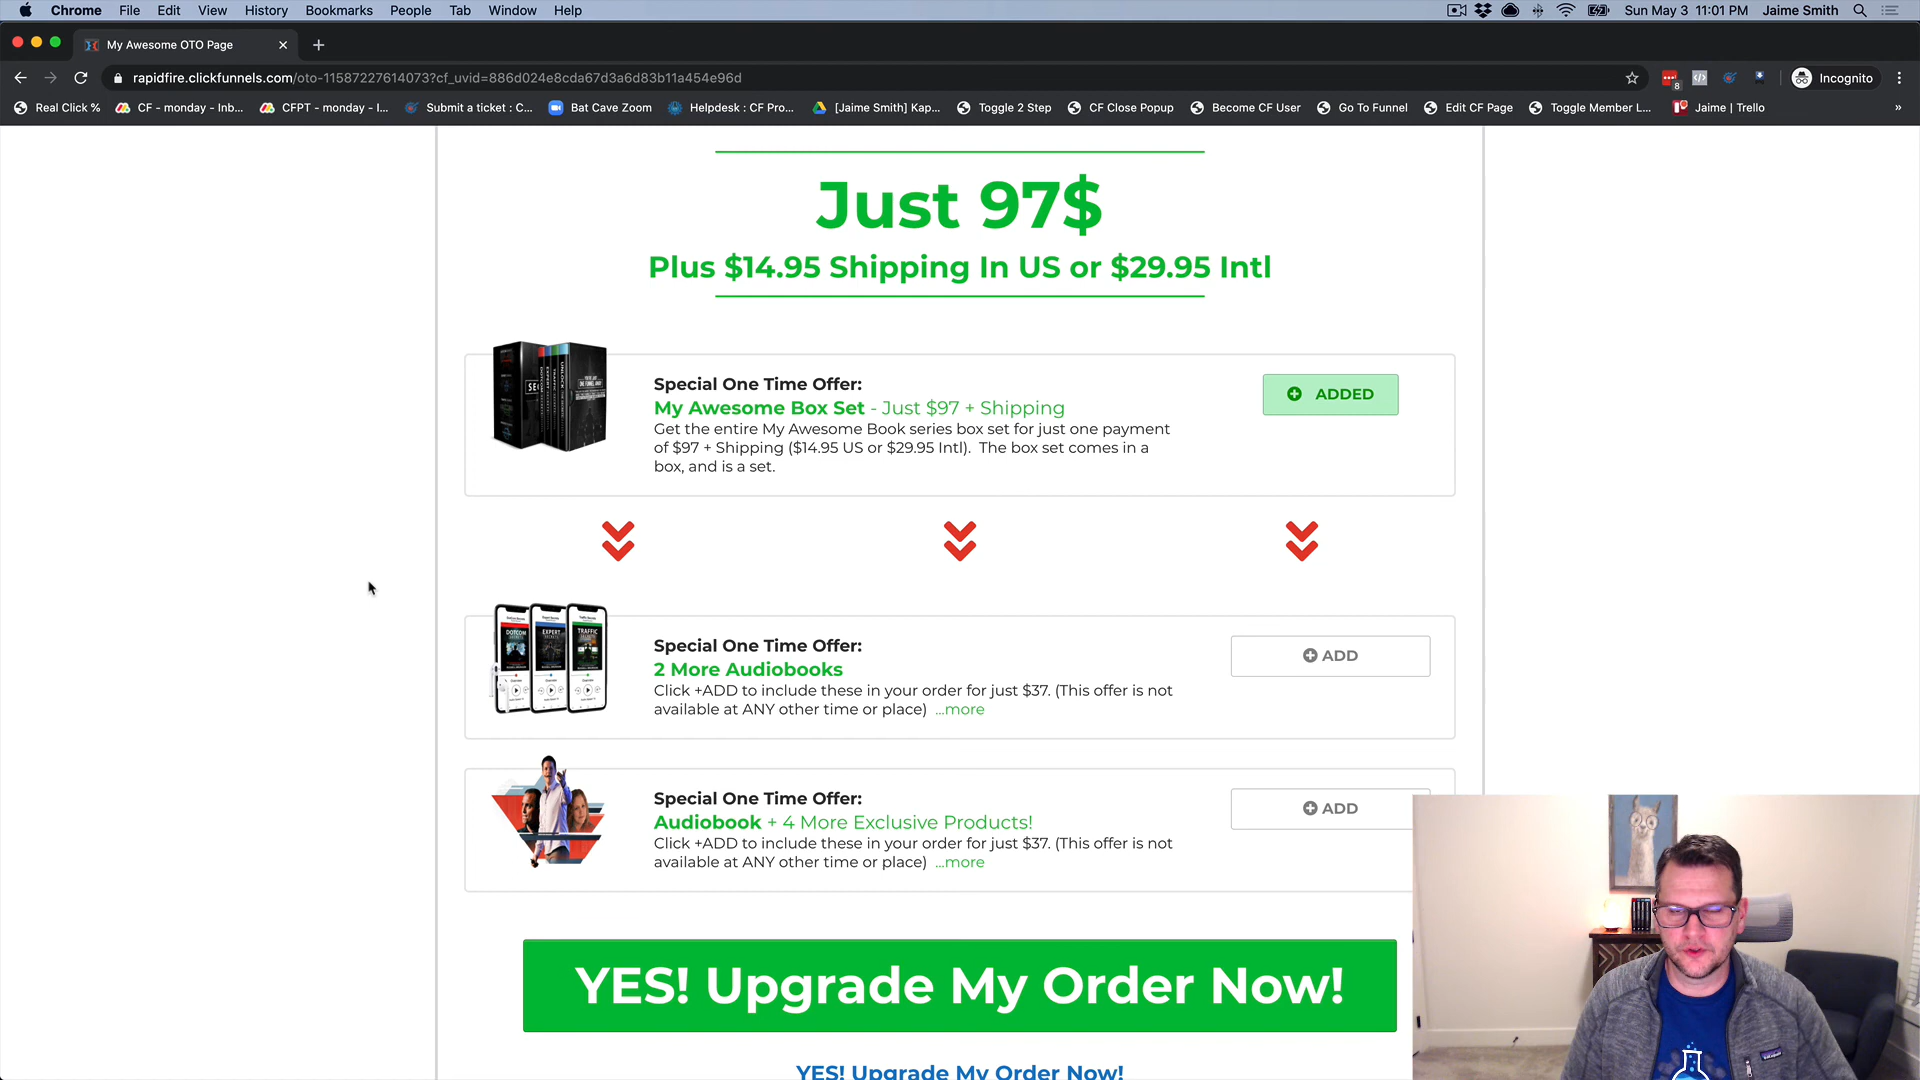 Chrome File Edit View History Bookmarks People Tab Window Help Sun May 3 11:01 PM Jaime Smith
My Awesome OTO Page
rapidfire.clickfunnels.com/oto-11587227614073?cf_uvid=886d024e8cda67d3a6d83b11a454e96d 8 Incognito
Real Click % CF - monday - Inb... CFPT - monday - I... Submit a ticket : C... Bat Cave Zoom Helpdesk : CF Pro... [Jaime Smith] Kap... Toggle 2 Step CF Close Popup Become CF User Go To Funnel Edit CF Page Toggle Member L... Jaime | Trello »
Just 97$
Plus $14.95 Shipping In US or $29.95 Intl
Special One Time Offer:
ADDED
My Awesome Box Set - Just $97 + Shipping
Get the entire My Awesome Book series box set for just one payment
of $97 + Shipping ($14.95 US or $29.95 Intl). The box set comes in a
box, and is a set.
Special One Time Offer:
ADD
2 More Audiobooks
Click +ADD to include these in your order for just $37. (This offer is not
available at ANY other time or place) ...more
DOTCOM
EXPERT
TRAFFIC
Special One Time Offer:
ADD
Audiobook + 4 More Exclusive Products!
Click +ADD to include these in your order for just $37. (This offer is not
available at ANY other time or place) ...more
YES! Upgrade My Order Now!
YES! Upgrade My Order Now!